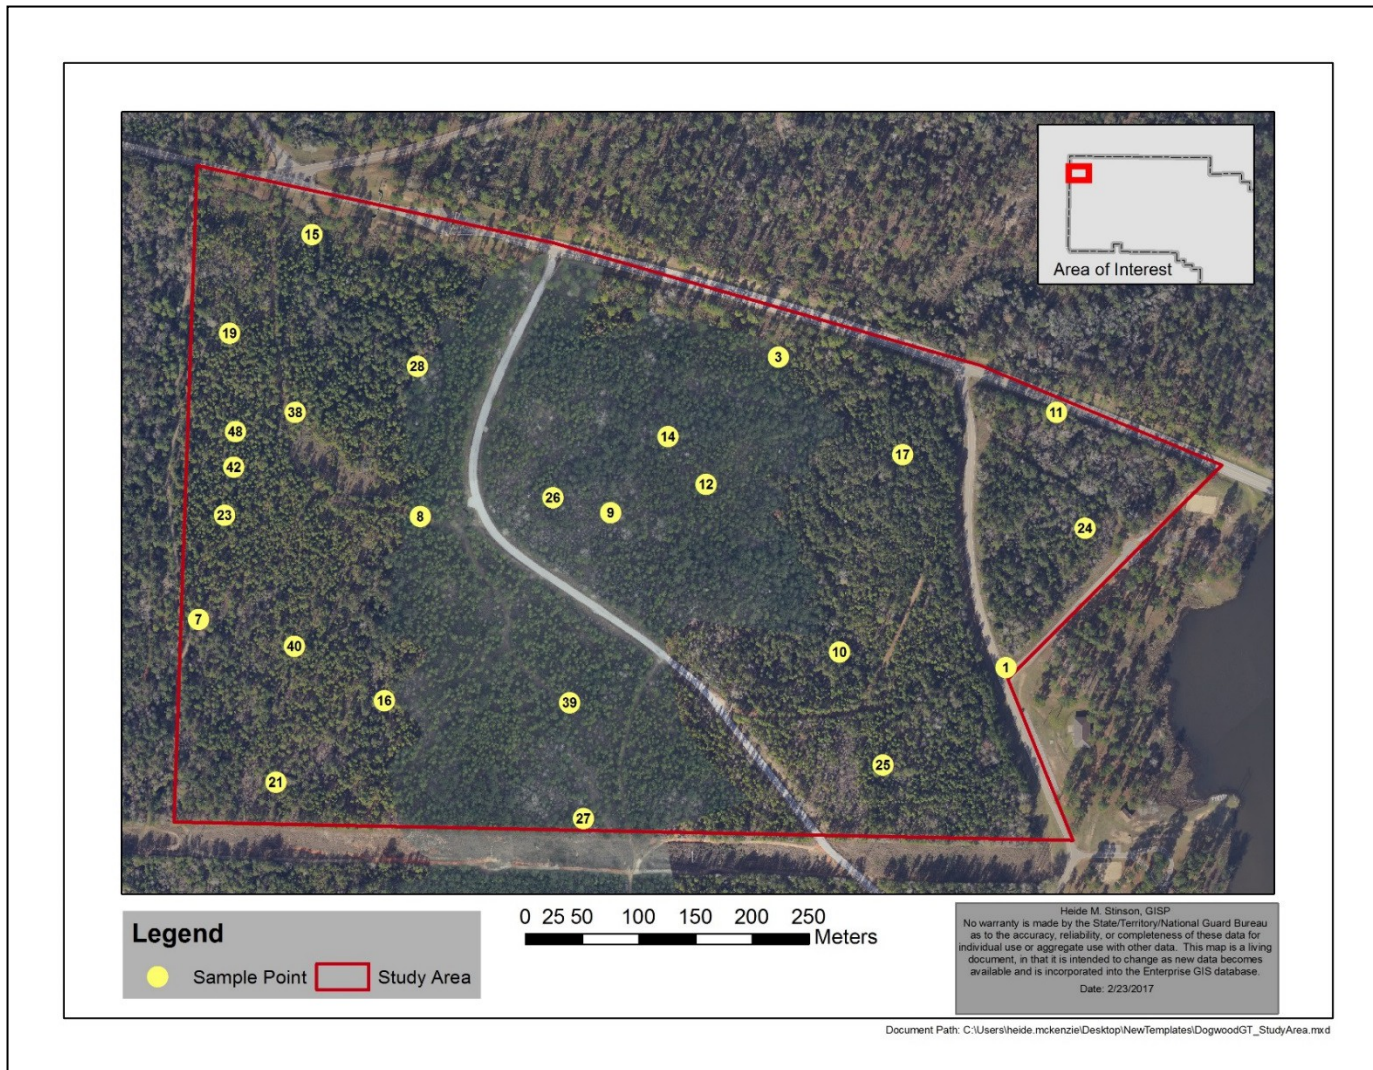 Area of Interest
15
19
3
28
38
11
48
14
17
42
12
26
9
23
8
24
7
40
10
1
16
39
25
21
27
Legend
Sample Point
Study Area
0 25 50 100 150 200 250
Meters
Heide M. Stinson, GISP
No warranty is made by the State/Territory/National Guard Bureau
as to the accuracy, reliability, or completeness of these data for
individual use or aggregate use with other data. This map is a living
document, in that it is intended to change as new data becomes
available and is incorporated into the Enterprise GIS database.
Date: 2/23/2017
Document Path: C:\Users\heide.mckenzie\Desktop\NewTemplates\DogwoodGT_StudyArea.mxd